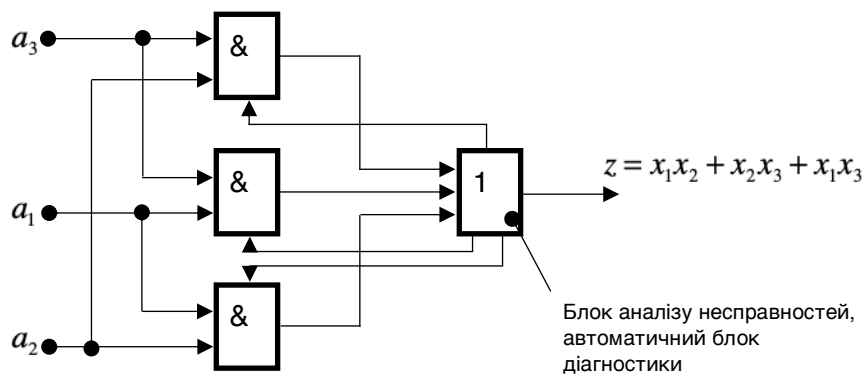 a₃
&
&
1
z = x₁x₂ + x₂x₃ + x₁x₃
a₁
&
a₂
Блок аналізу несправностей,
автоматичний блок
діагностики